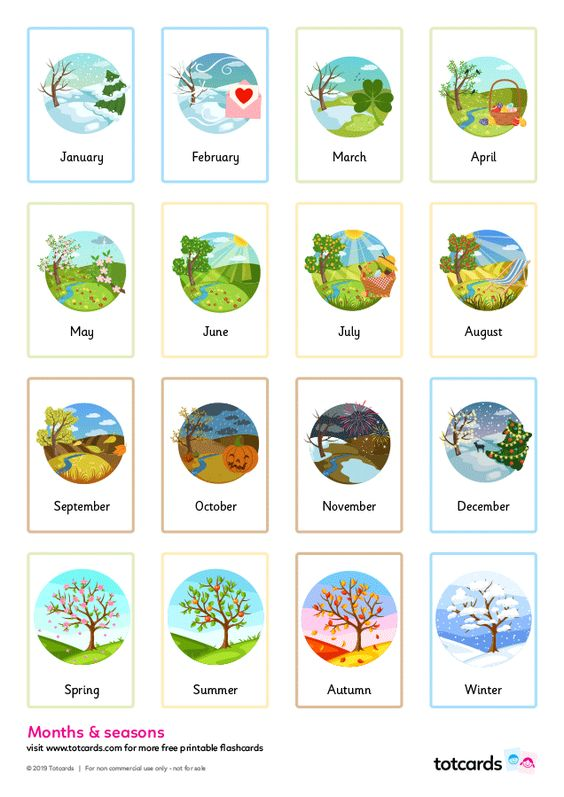 January
February
March
April
May
June
July
August
September
October
November
December
Spring
Summer
Autumn
Winter
Months & seasons
visit www.totcards.com for more free printable flashcards
© 2019 Totcards | For non commercial use only - not for sale
totcards